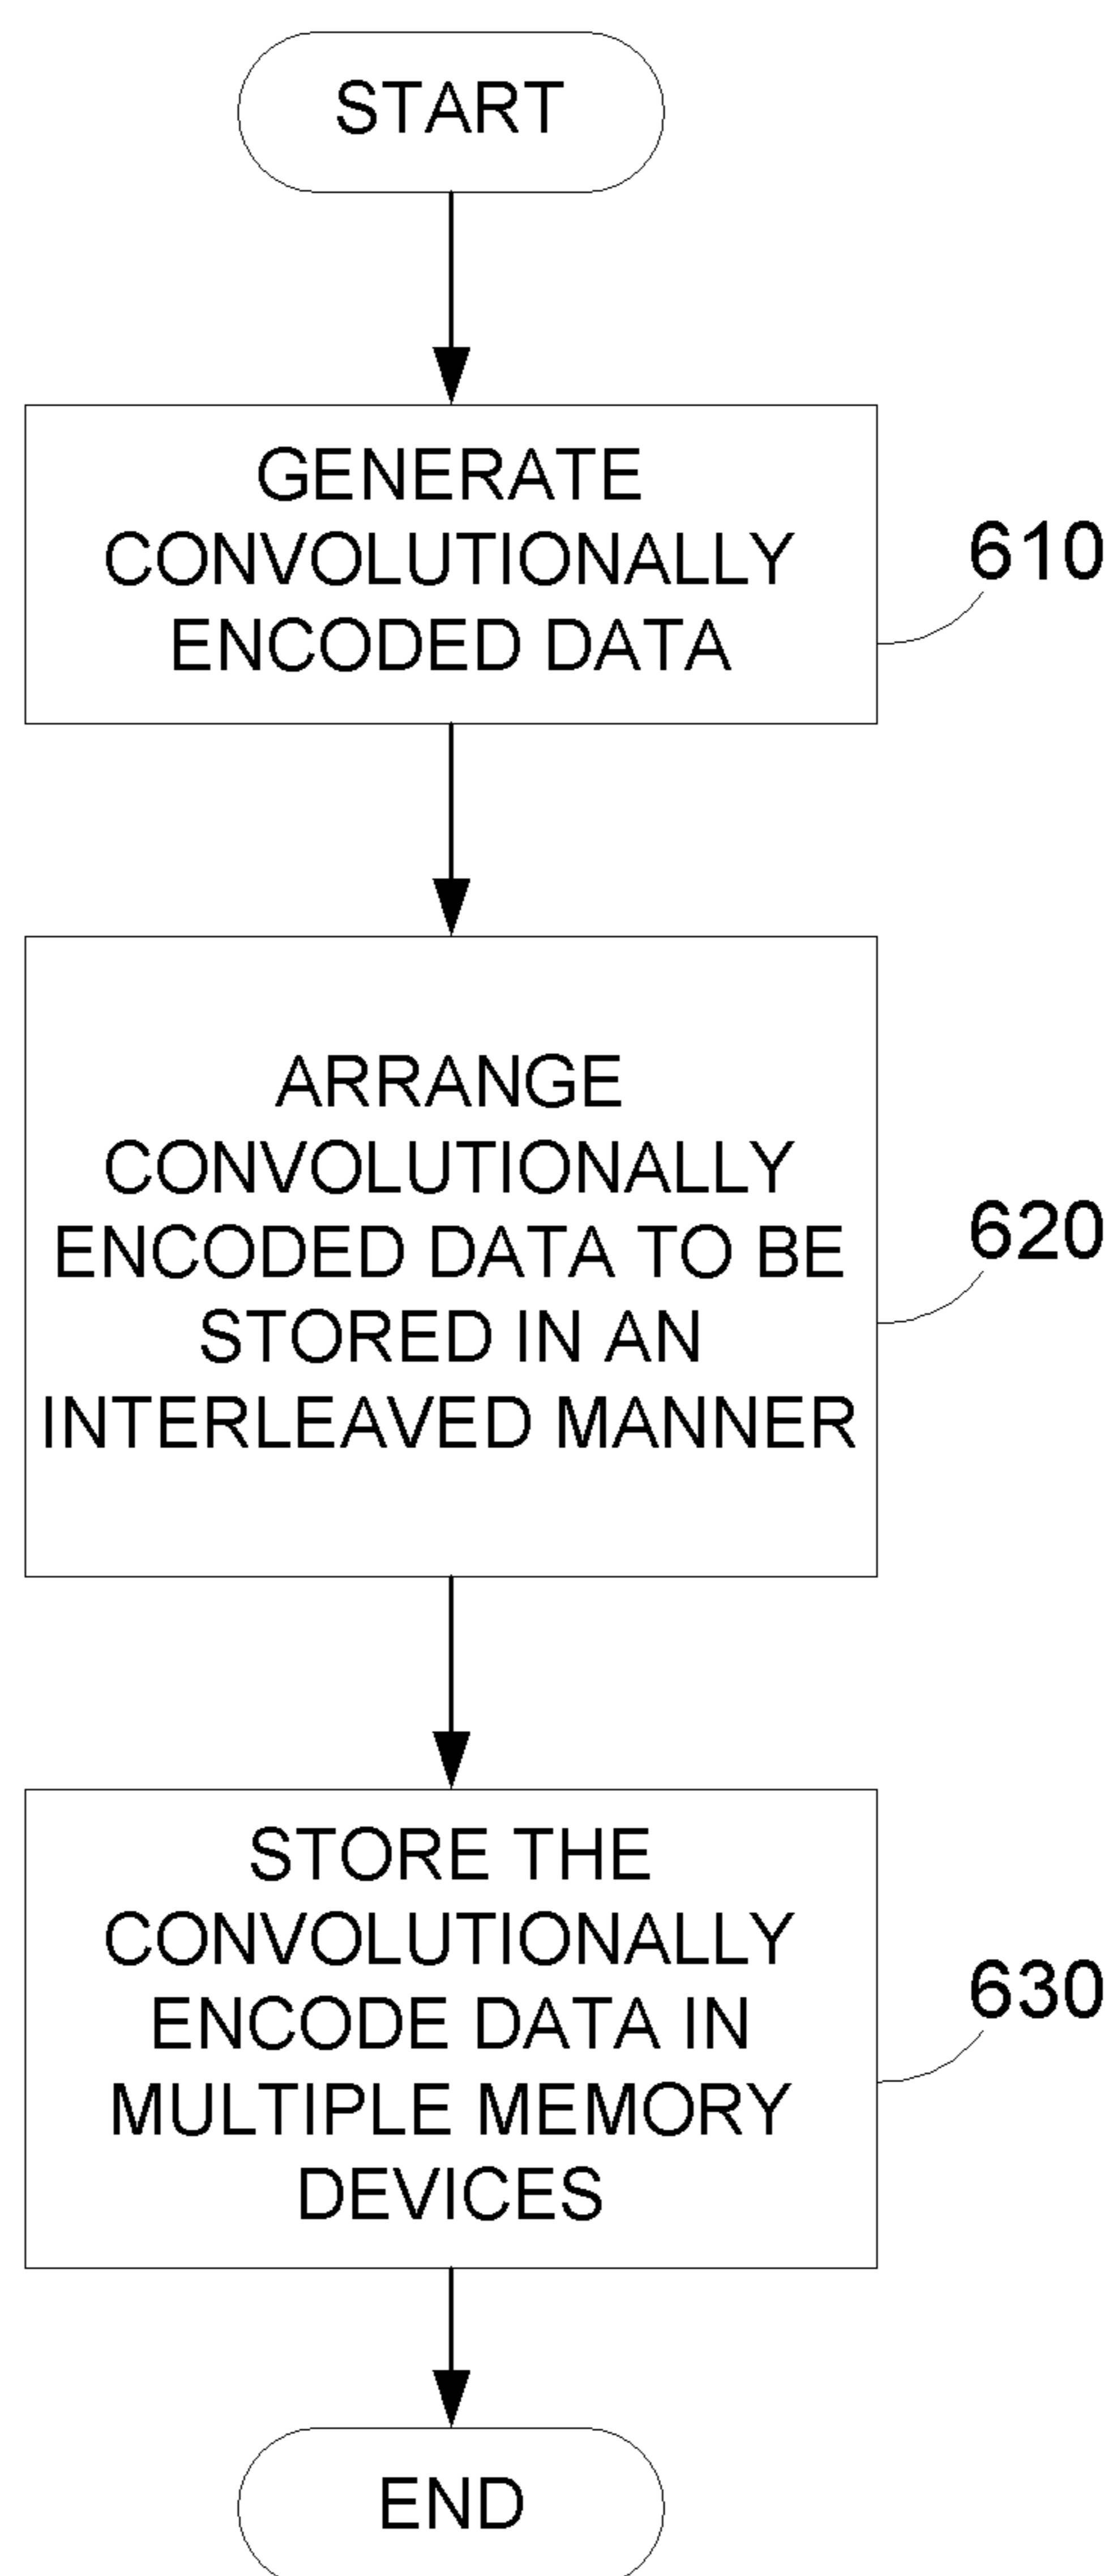 START
GENERATE
CONVOLUTIONALLY
ENCODED DATA
610
ARRANGE
CONVOLUTIONALLY
ENCODED DATA TO BE
STORED IN AN
INTERLEAVED MANNER
620
STORE THE
CONVOLUTIONALLY
ENCODE DATA IN
MULTIPLE MEMORY
DEVICES
630
END